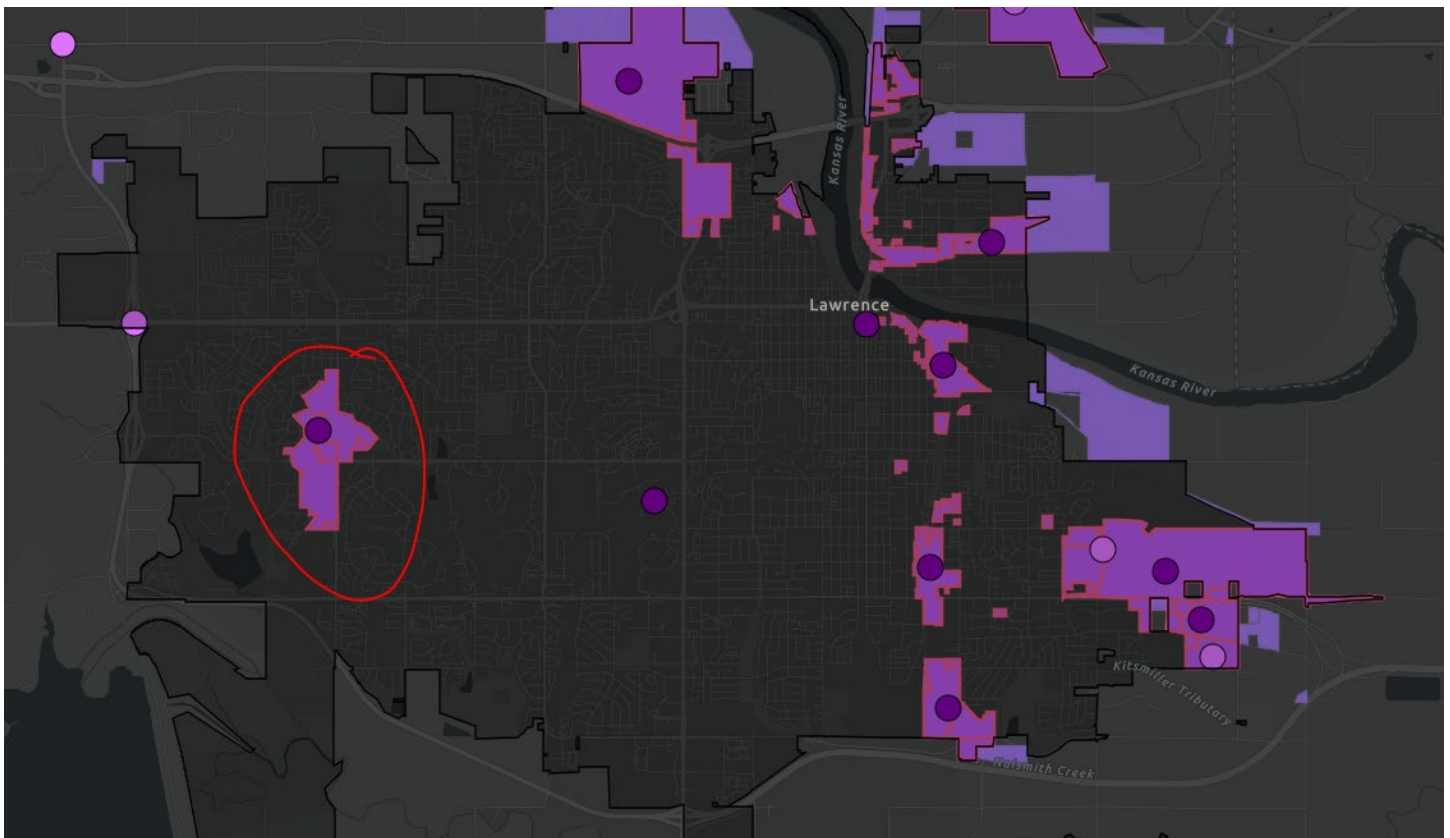 Kansas River
Lawrence
Kansas River
Kitsmiller Tributary
Naismith Creek